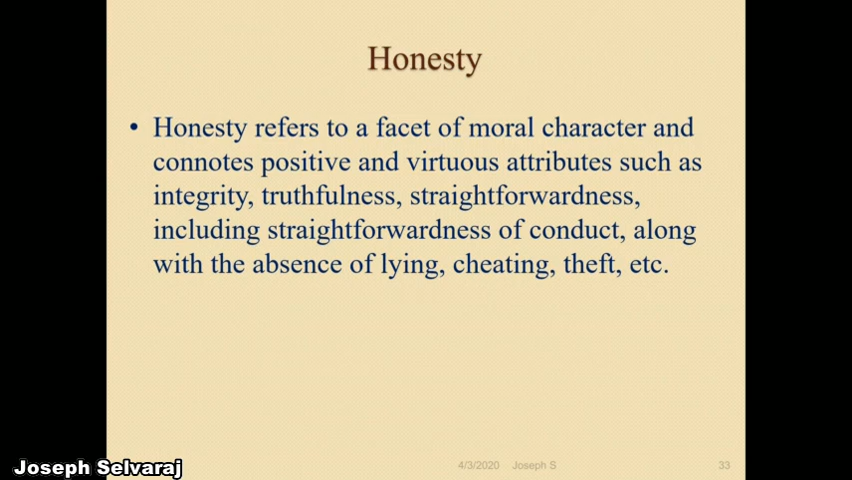 Honesty
• Honesty refers to a facet of moral character and
connotes positive and virtuous attributes such as
integrity, truthfulness, straightforwardness,
including straightforwardness of conduct, along
with the absence of lying, cheating, theft, etc.
4/3/2020 Joseph S 33
Joseph Selvaraj